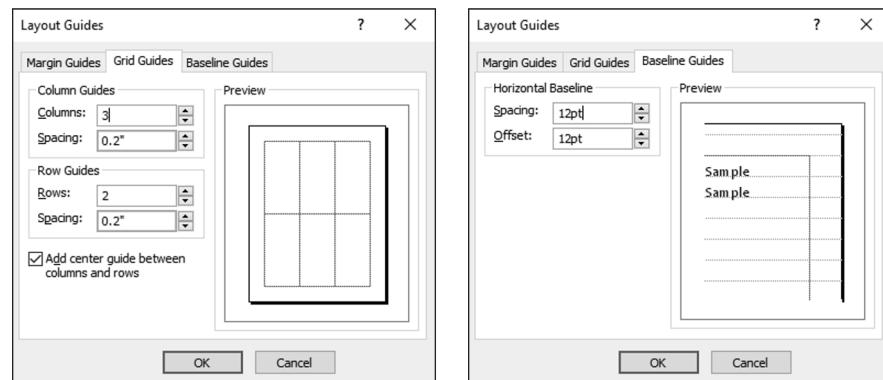 Layout Guides ? ×
Margin Guides Grid Guides Baseline Guides
Column Guides
Columns: 3
Spacing: 0.2"
Row Guides
Rows: 2
Spacing: 0.2"
Add center guide between
columns and rows
Preview
OK Cancel
Layout Guides ? ×
Margin Guides Grid Guides Baseline Guides
Horizontal Baseline
Spacing: 12pt
Offset: 12pt
Preview
Sample
Sample
OK Cancel